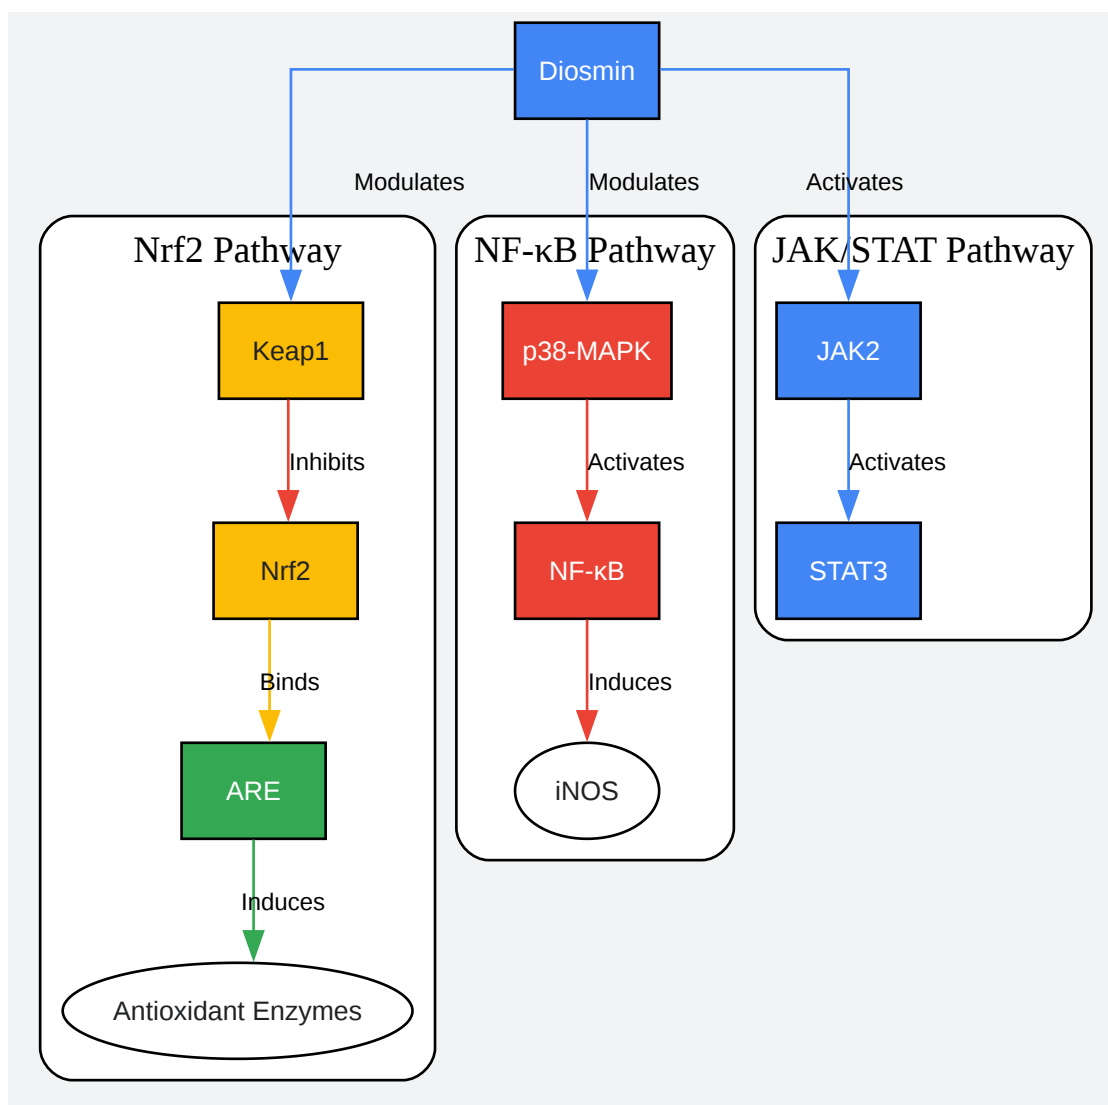 Diosmin
Modulates
Modulates
Activates
Nrf2 Pathway
NF-κB Pathway
JAK/STAT Pathway
Keap1
p38-MAPK
JAK2
Inhibits
Activates
Activates
Nrf2
NF-κB
STAT3
Binds
Induces
ARE
iNOS
Induces
Antioxidant Enzymes